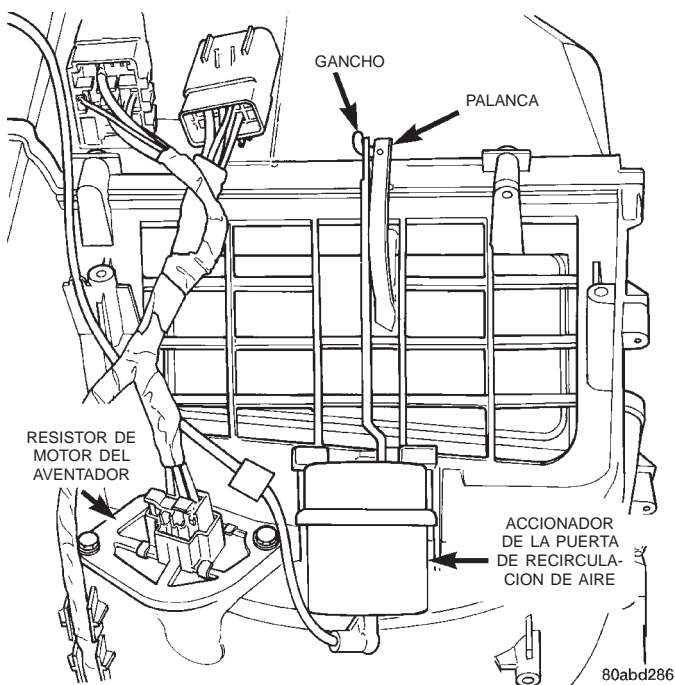 GANCHO
PALANCA
RESISTOR DE
MOTOR DEL
AVENTADOR
ACCIONADOR
DE LA PUERTA
DE RECIRCULA-
CION DE AIRE
80abd286